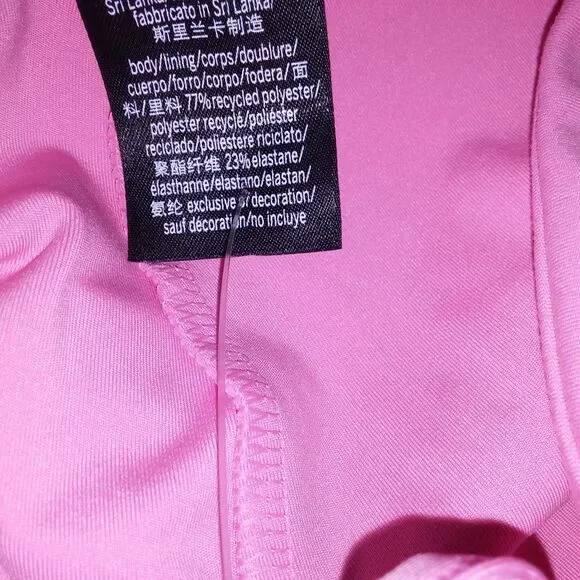 Sri Lanka/
fabbricato in Sri Lanka/
斯里兰卡制造
body/lining/corps/doublure/
cuerpo/forro/corpo/fodera/面
料/里料 77% recycled polyester/
polyester recyclé/poliéster
reciclado/poliestere riciclato/
聚酯纤维 23% elastane/
élasthanne/elastano/elastan/
氨纶 exclusive of decoration/
sauf décoration/no incluye